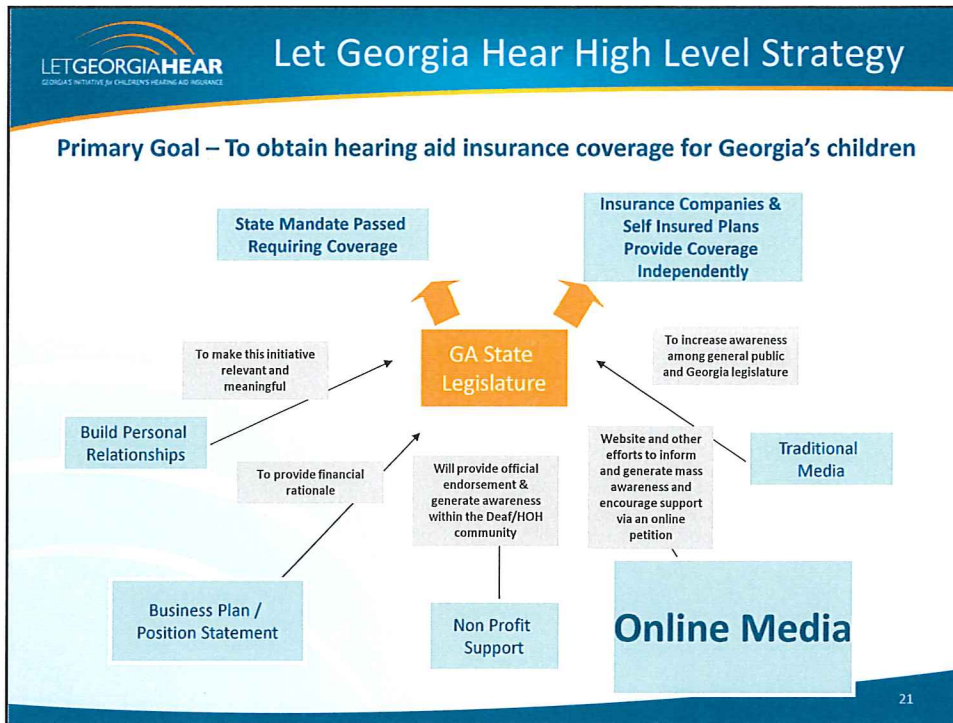 LETGEORGIAHEAR
GEORGIA'S INITIATIVE for CHILDREN'S HEARING AID INSURANCE
Let Georgia Hear High Level Strategy
Primary Goal – To obtain hearing aid insurance coverage for Georgia's children
State Mandate Passed
Requiring Coverage
Insurance Companies &
Self Insured Plans
Provide Coverage
Independently
GA State
Legislature
To make this initiative
relevant and
meaningful
To increase awareness
among general public
and Georgia legislature
Build Personal
Relationships
To provide financial
rationale
Will provide official
endorsement &
generate awareness
within the Deaf/HOH
community
Website and other
efforts to inform
and generate mass
awareness and
encourage support
via an online
petition
Traditional
Media
Business Plan /
Position Statement
Non Profit
Support
Online Media
21